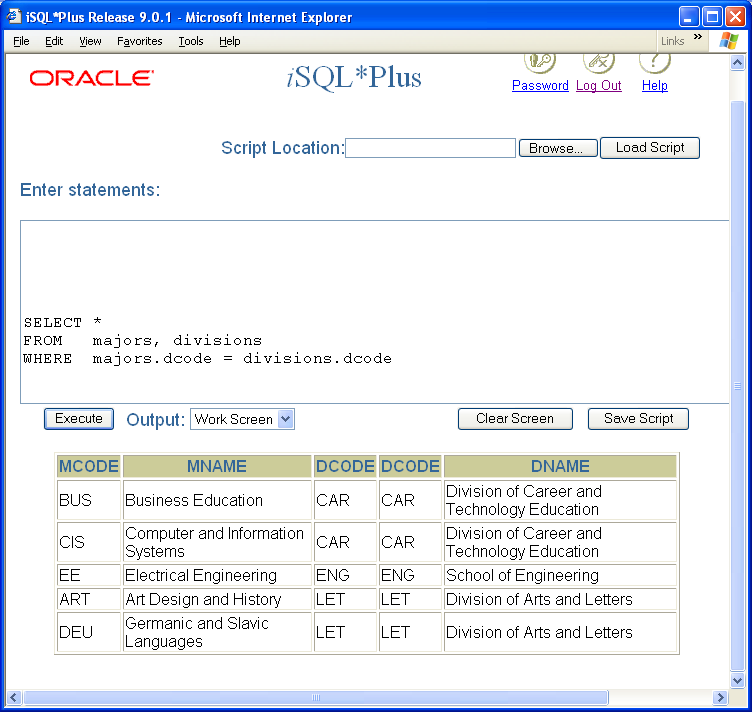 iSQL*Plus Release 9.0.1 - Microsoft Internet Explorer
File Edit View Favorites Tools Help Links »
ORACLE®
iSQL*Plus
Password Log Out Help
Script Location: Browse... Load Script
Enter statements:
SELECT *
FROM majors, divisions
WHERE majors.dcode = divisions.dcode
Execute Output: Work Screen Clear Screen Save Script
MCODE MNAME DCODE DCODE DNAME
BUS Business Education CAR CAR Division of Career and
Technology Education
CIS Computer and Information CAR CAR Division of Career and
Systems Technology Education
EE Electrical Engineering ENG ENG School of Engineering
ART Art Design and History LET LET Division of Arts and Letters
DEU Germanic and Slavic LET LET Division of Arts and Letters
Languages